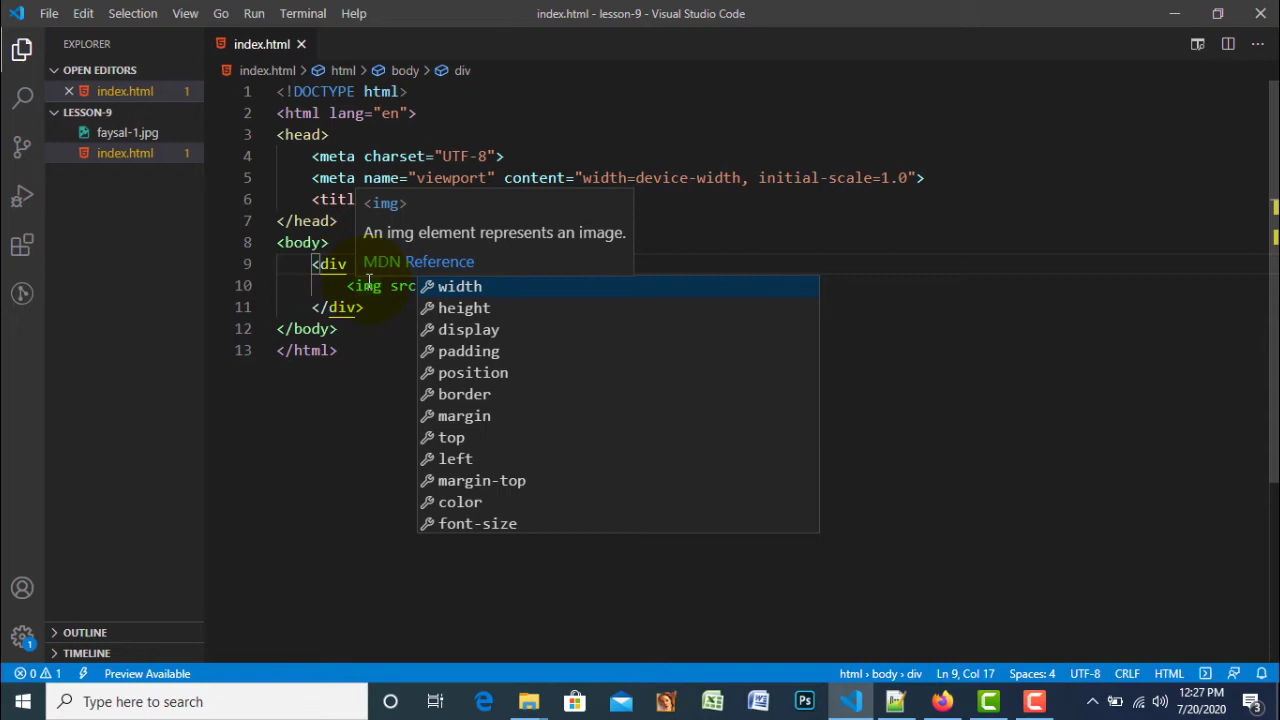 File Edit Selection View Go Run Terminal Help
index.html - lesson-9 - Visual Studio Code
EXPLORER
index.html
OPEN EDITORS
index.html > html > body > div
index.html 1
LESSON-9
faysal-1.jpg
index.html 1
1 <!DOCTYPE html>
2 <html lang="en">
3 <head>
4 <meta charset="UTF-8">
5 <meta name="viewport" content="width=device-width, initial-scale=1.0">
6 <titl
<img>
7 </head>
An img element represents an image.
8 <body>
9 <div
MDN Reference
10 <img src
11 </div>
12 </body>
13 </html>
width
height
display
padding
position
border
margin
top
left
margin-top
color
font-size
OUTLINE
TIMELINE
1
0 1 Preview Available
html > body > div Ln 9, Col 17 Spaces: 4 UTF-8 CRLF HTML
Type here to search
12:27 PM
7/20/2020
3